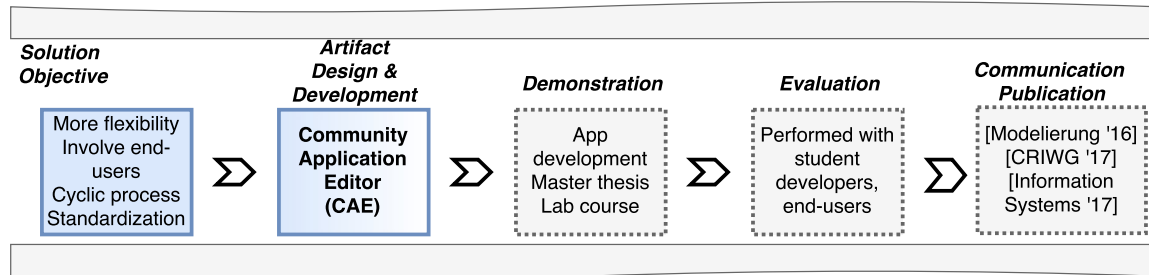 Solution
Objective
More flexibility
Involve end-
users
Cyclic process
Standardization
Artifact
Design &
Development
Community
Application
Editor
(CAE)
Demonstration
App
development
Master thesis
Lab course
Evaluation
Performed with
student
developers,
end-users
Communication
Publication
[Modelierung '16]
[CRIWG '17]
[Information
Systems '17]